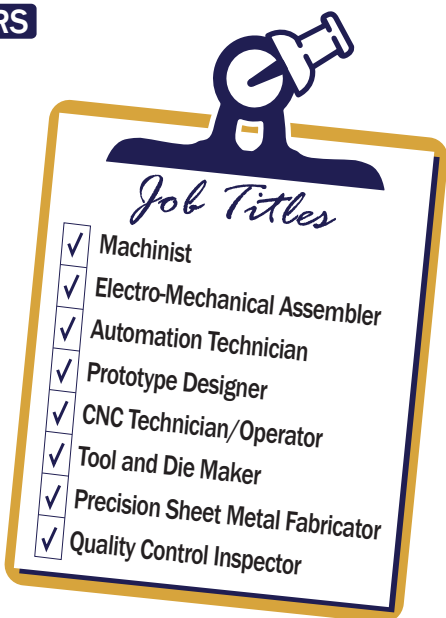 RS
Job Titles
Machinist
Electro-Mechanical Assembler
Automation Technician
Prototype Designer
CNC Technician/Operator
Tool and Die Maker
Precision Sheet Metal Fabricator
Quality Control Inspector